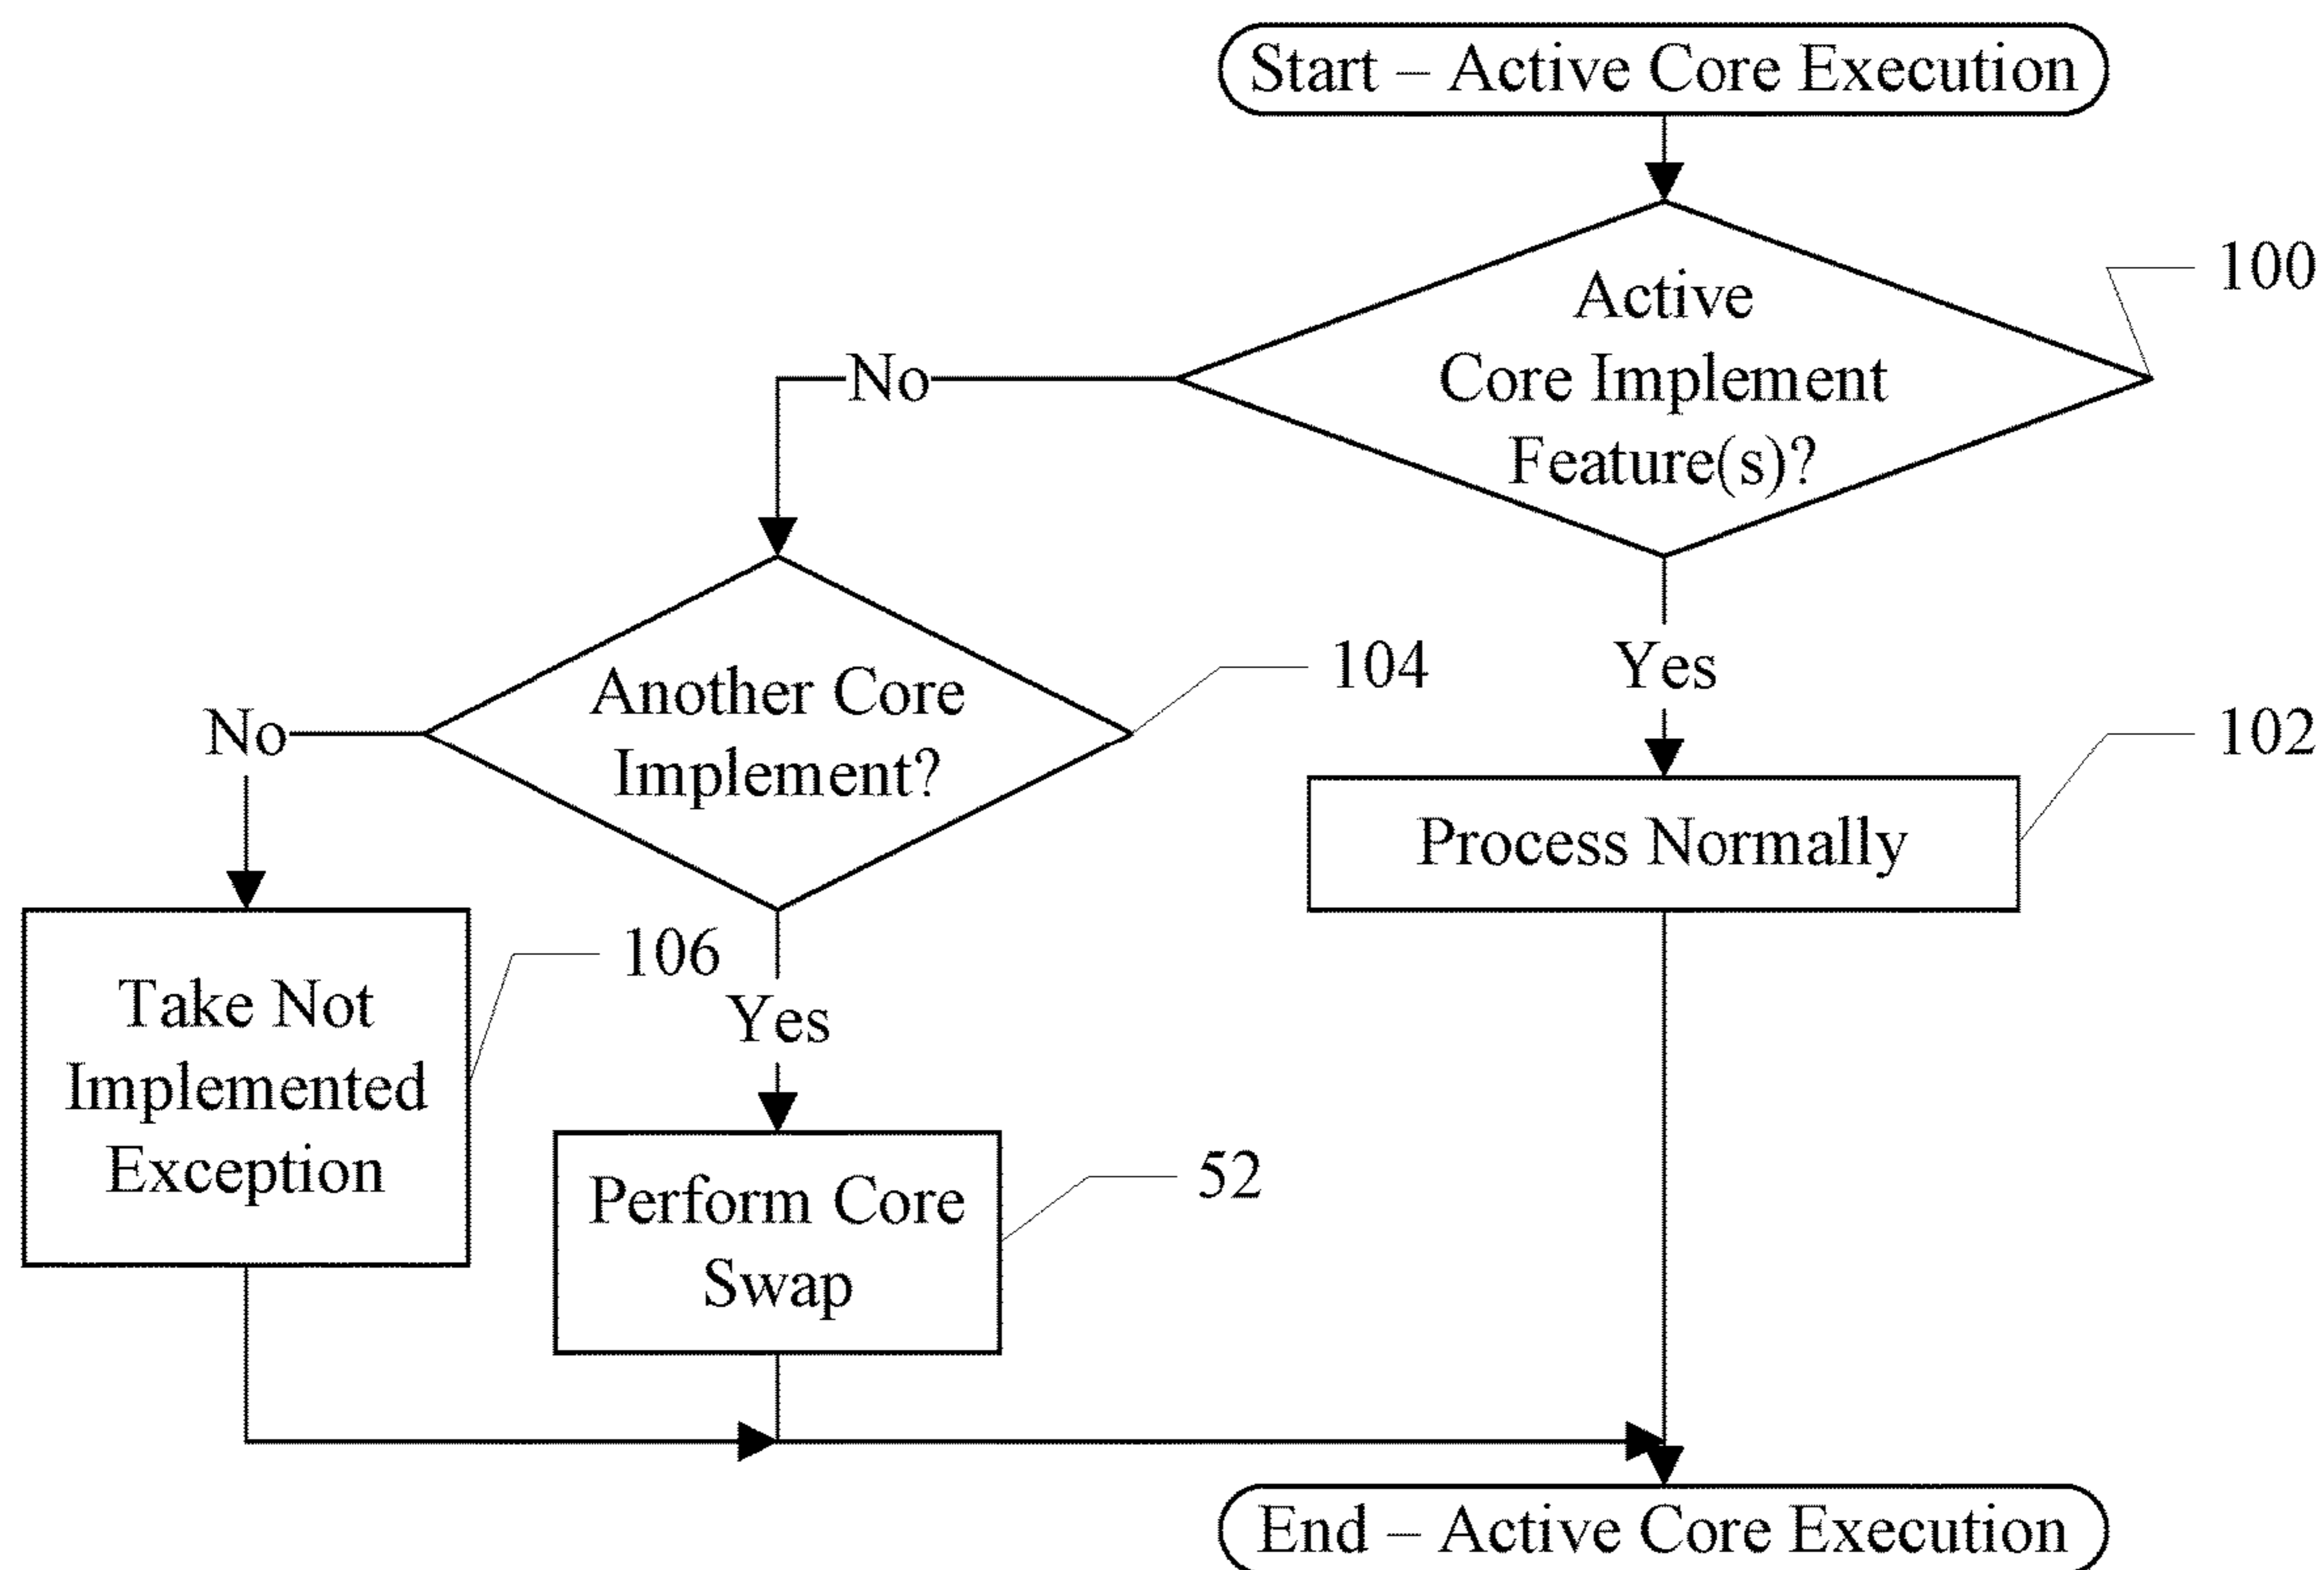 Start – Active Core Execution
Active
Core Implement
Feature(s)?
100
No
Yes
Another Core
Implement?
104
No
Process Normally
102
Take Not
Implemented
Exception
106
Yes
Perform Core
Swap
52
End – Active Core Execution